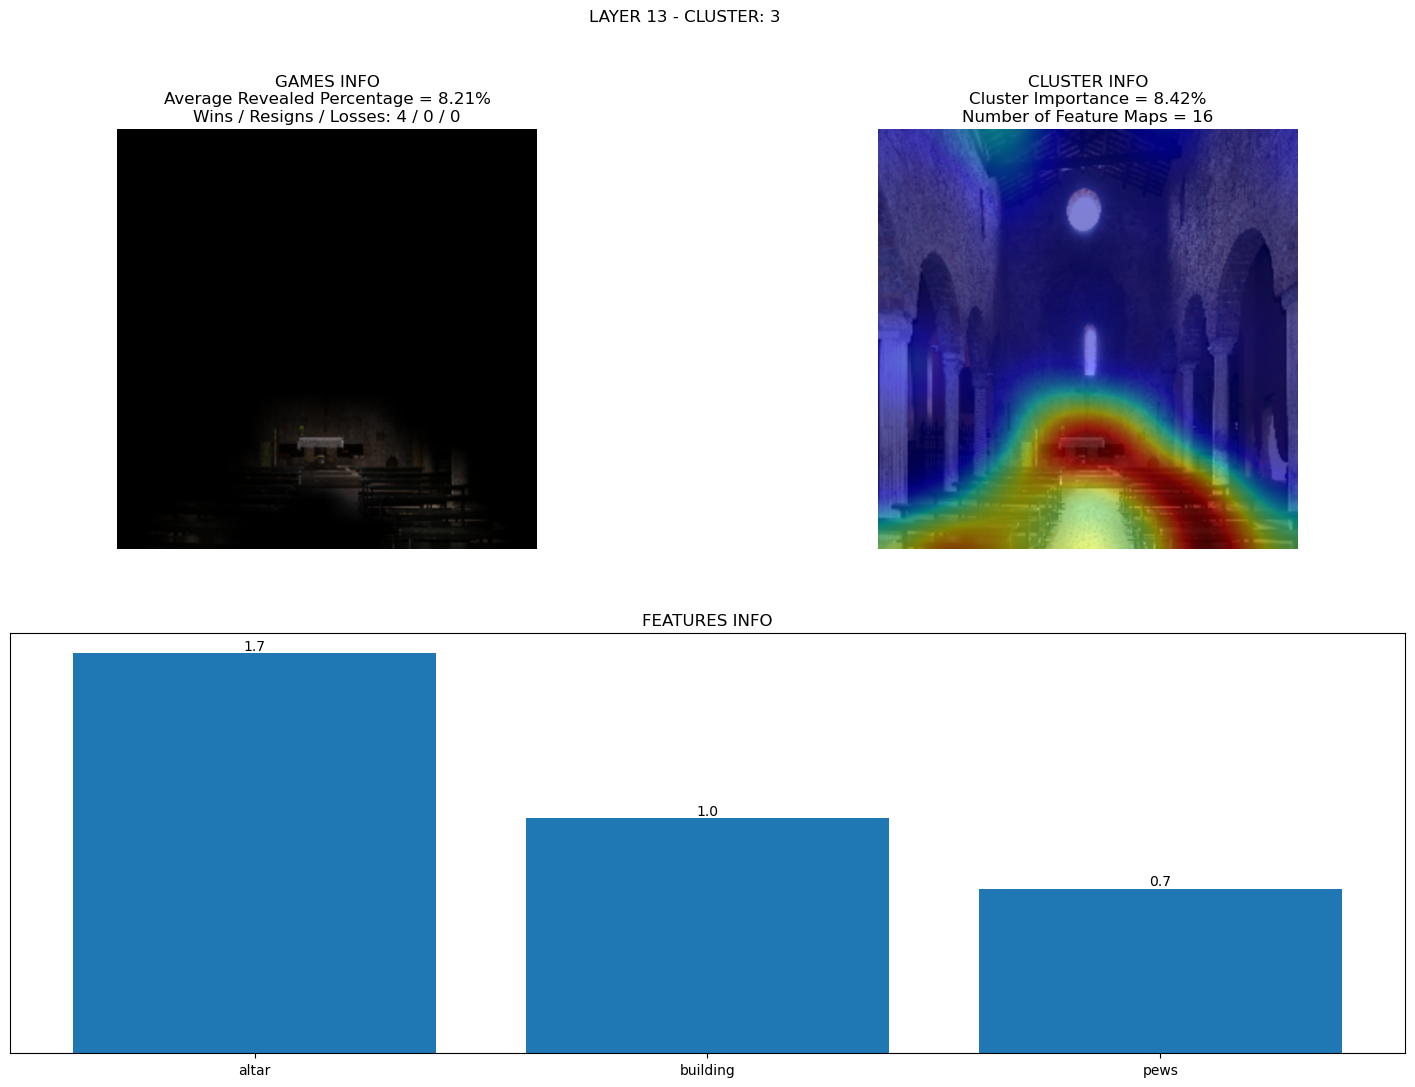 LAYER 13 - CLUSTER: 3
GAMES INFO
Average Revealed Percentage = 8.21%
Wins / Resigns / Losses: 4 / 0 / 0
CLUSTER INFO
Cluster Importance = 8.42%
Number of Feature Maps = 16
FEATURES INFO
1.7
1.0
0.7
altar
building
pews